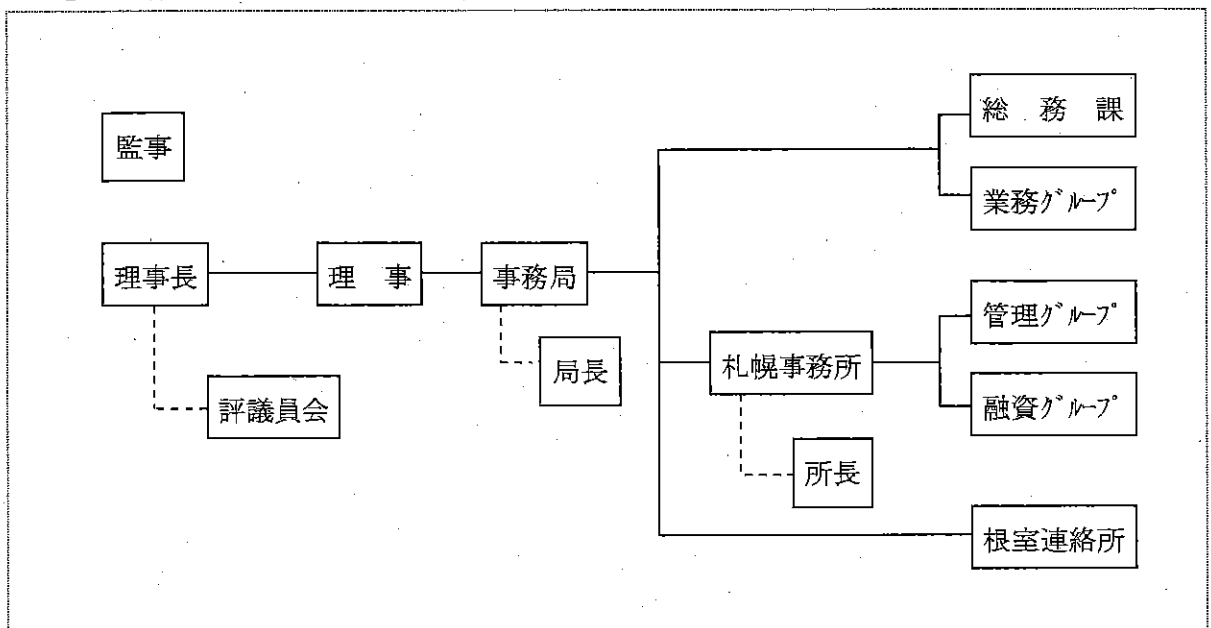 総務課
監事
業務グループ
理事長
理事
事務局
管理グループ
局長
札幌事務所
評議員会
融資グループ
所長
根室連絡所